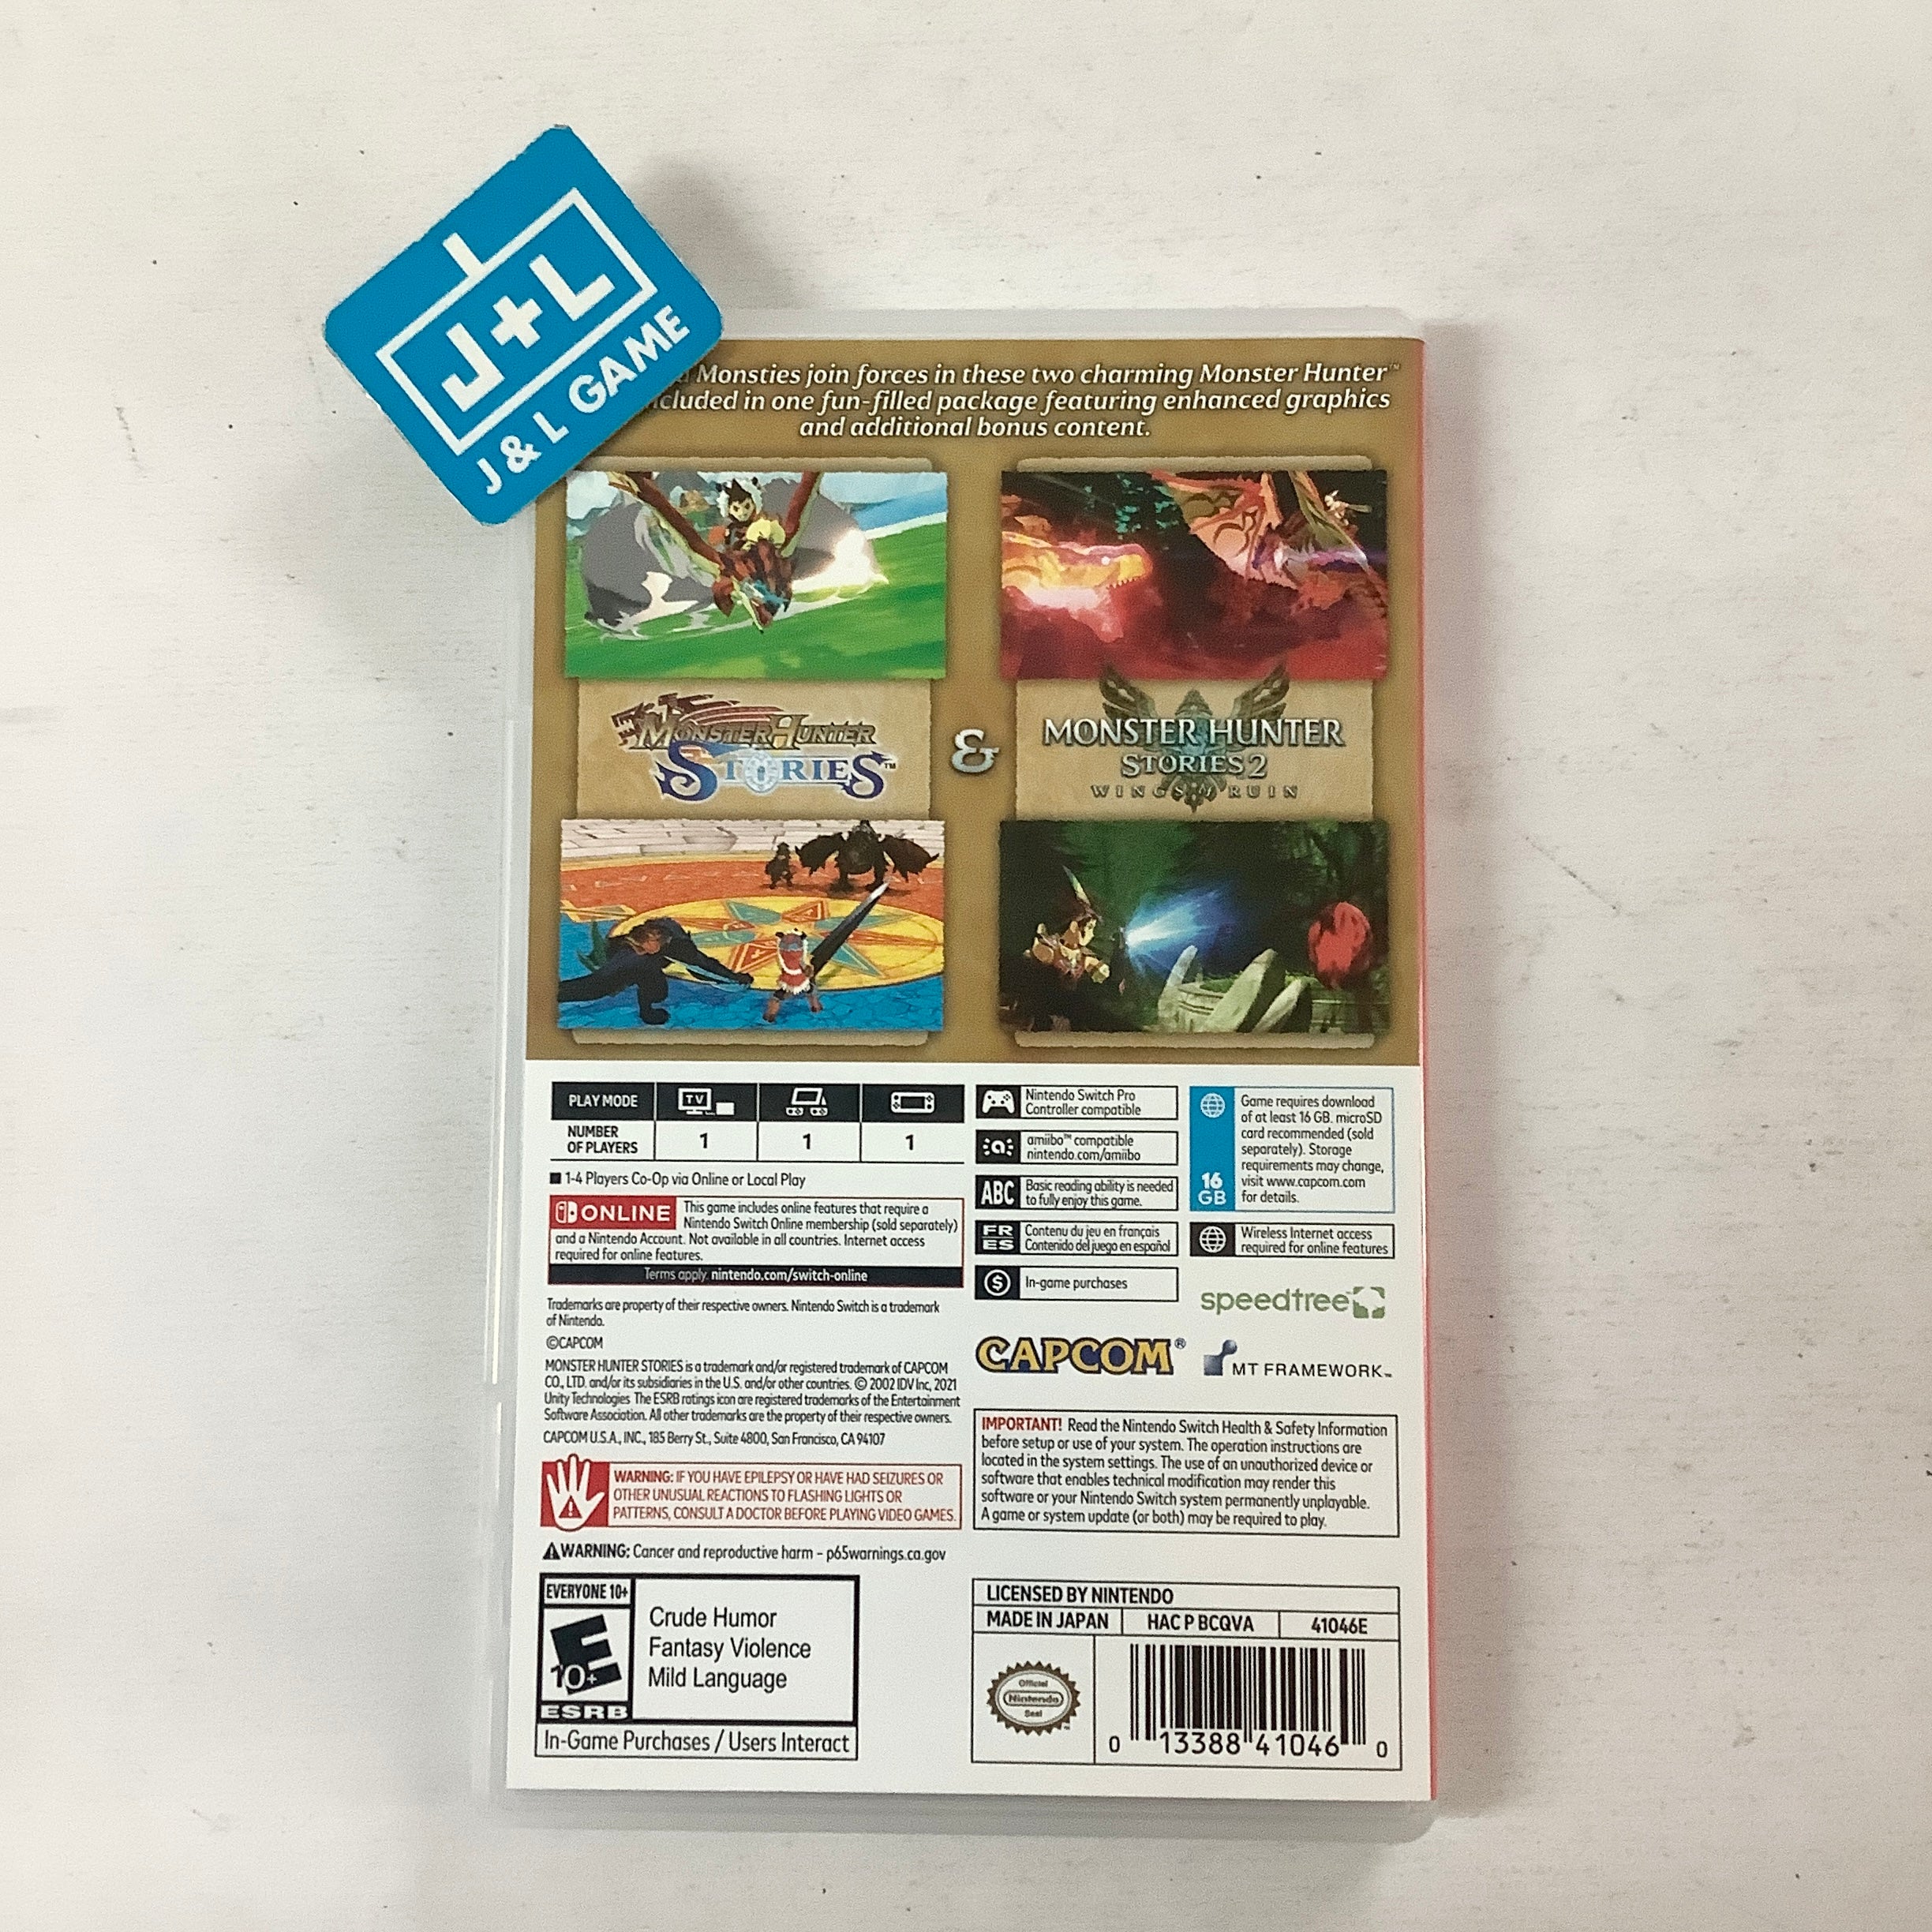 J+L
J & L GAME
Monsties join forces in these two charming Monster Hunter™
included in one fun-filled package featuring enhanced graphics
and additional bonus content.
MONSTER HUNTER
STORIES™
&
MONSTER HUNTER
STORIES 2
WINGS OF RUIN
PLAY MODE
TV
NUMBER
OF PLAYERS
1
1
1
■ 1-4 Players Co-Op via Online or Local Play
ONLINE
This game includes online features that require a
Nintendo Switch Online membership (sold separately)
and a Nintendo Account. Not available in all countries. Internet access
required for online features.
Terms apply. nintendo.com/switch-online
Trademarks are property of their respective owners. Nintendo Switch is a trademark
of Nintendo.
©CAPCOM
MONSTER HUNTER STORIES is a trademark and/or registered trademark of CAPCOM
CO., LTD. and/or its subsidiaries in the U.S. and/or other countries. © 2002 IDV Inc, 2021
Unity Technologies The ESRB ratings icon are registered trademarks of the Entertainment
Software Association. All other trademarks are the property of their respective owners.
CAPCOM U.S.A., INC., 185 Berry St., Suite 4800, San Francisco, CA 94107
WARNING: IF YOU HAVE EPILEPSY OR HAVE HAD SEIZURES OR
OTHER UNUSUAL REACTIONS TO FLASHING LIGHTS OR
PATTERNS, CONSULT A DOCTOR BEFORE PLAYING VIDEO GAMES.
WARNING: Cancer and reproductive harm – p65warnings.ca.gov
EVERYONE 10+
E
10+
ESRB
Crude Humor
Fantasy Violence
Mild Language
In-Game Purchases / Users Interact
Nintendo Switch Pro
Controller compatible
amiibo™ compatible
nintendo.com/amiibo
ABC
Basic reading ability is needed
to fully enjoy this game.
FR
ES
Contenu du jeu en français
Contenido del juego en español
In-game purchases
16
GB
Game requires download
of at least 16 GB. microSD
card recommended (sold
separately). Storage
requirements may change,
visit www.capcom.com
for details.
Wireless Internet access
required for online features
speedtree
CAPCOM®
MT FRAMEWORK™
IMPORTANT! Read the Nintendo Switch Health & Safety Information
before setup or use of your system. The operation instructions are
located in the system settings. The use of an unauthorized device or
software that enables technical modification may render this
software or your Nintendo Switch system permanently unplayable.
A game or system update (or both) may be required to play.
LICENSED BY NINTENDO
MADE IN JAPAN
HAC P BCQVA
41046E
Official
Nintendo
Seal
0 13388 41046 0